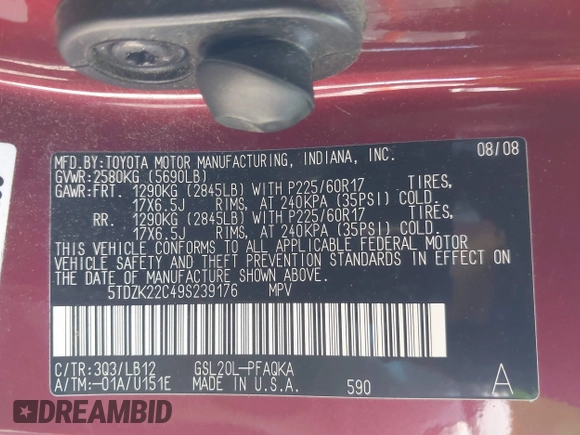 MFD.BY: TOYOTA MOTOR MANUFACTURING, INDIANA, INC. 08/08
GVWR: 2580KG (5690LB)
GAWR: FRT. 1290KG (2845LB) WITH P225/60R17 TIRES,
17X6.5J RIMS, AT 240KPA (35PSI) COLD.
RR. 1290KG (2845LB) WITH P225/60R17 TIRES,
17X6.5J RIMS, AT 240KPA (35PSI) COLD.
THIS VEHICLE CONFORMS TO ALL APPLICABLE FEDERAL MOTOR
VEHICLE SAFETY AND THEFT PREVENTION STANDARDS IN EFFECT ON
THE DATE OF MANUFACTURE SHOWN ABOVE.
5TDZK22C49S239176 MPV
C/TR: 3Q3/LB12 GSL20L-PFAQKA
A/TM: -01A/U151E MADE IN U.S.A. 590 A
DREAMBID